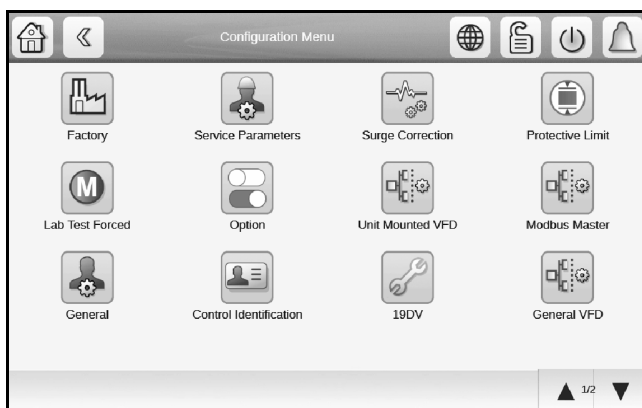 Configuration Menu
Factory Service Parameters Surge Correction Protective Limit
M
Lab Test Forced Option Unit Mounted VFD Modbus Master
General Control Identification 19DV General VFD
1/2